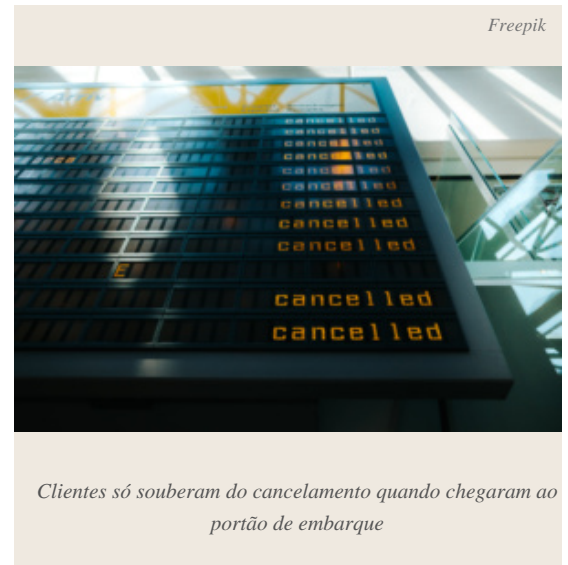 Freepik
cancelled
cancelled
cancelled
cancelled
cancelled
cancelled
cancelled
cancelled
cancelled
E
cancelled
cancelled
Clientes só souberam do cancelamento quando chegaram ao
portão de embarque